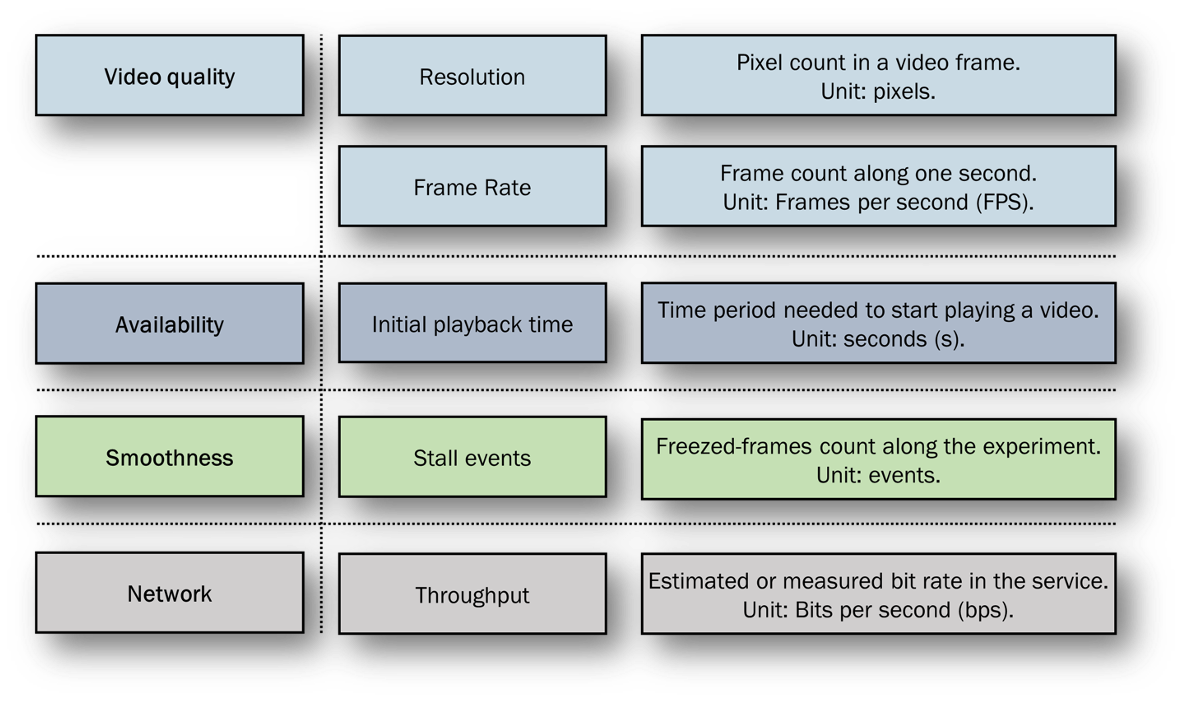 Video quality
Resolution
Pixel count in a video frame.
Unit: pixels.
Frame Rate
Frame count along one second.
Unit: Frames per second (FPS).
Availability
Initial playback time
Time period needed to start playing a video.
Unit: seconds (s).
Smoothness
Stall events
Freezed-frames count along the experiment.
Unit: events.
Network
Throughput
Estimated or measured bit rate in the service.
Unit: Bits per second (bps).